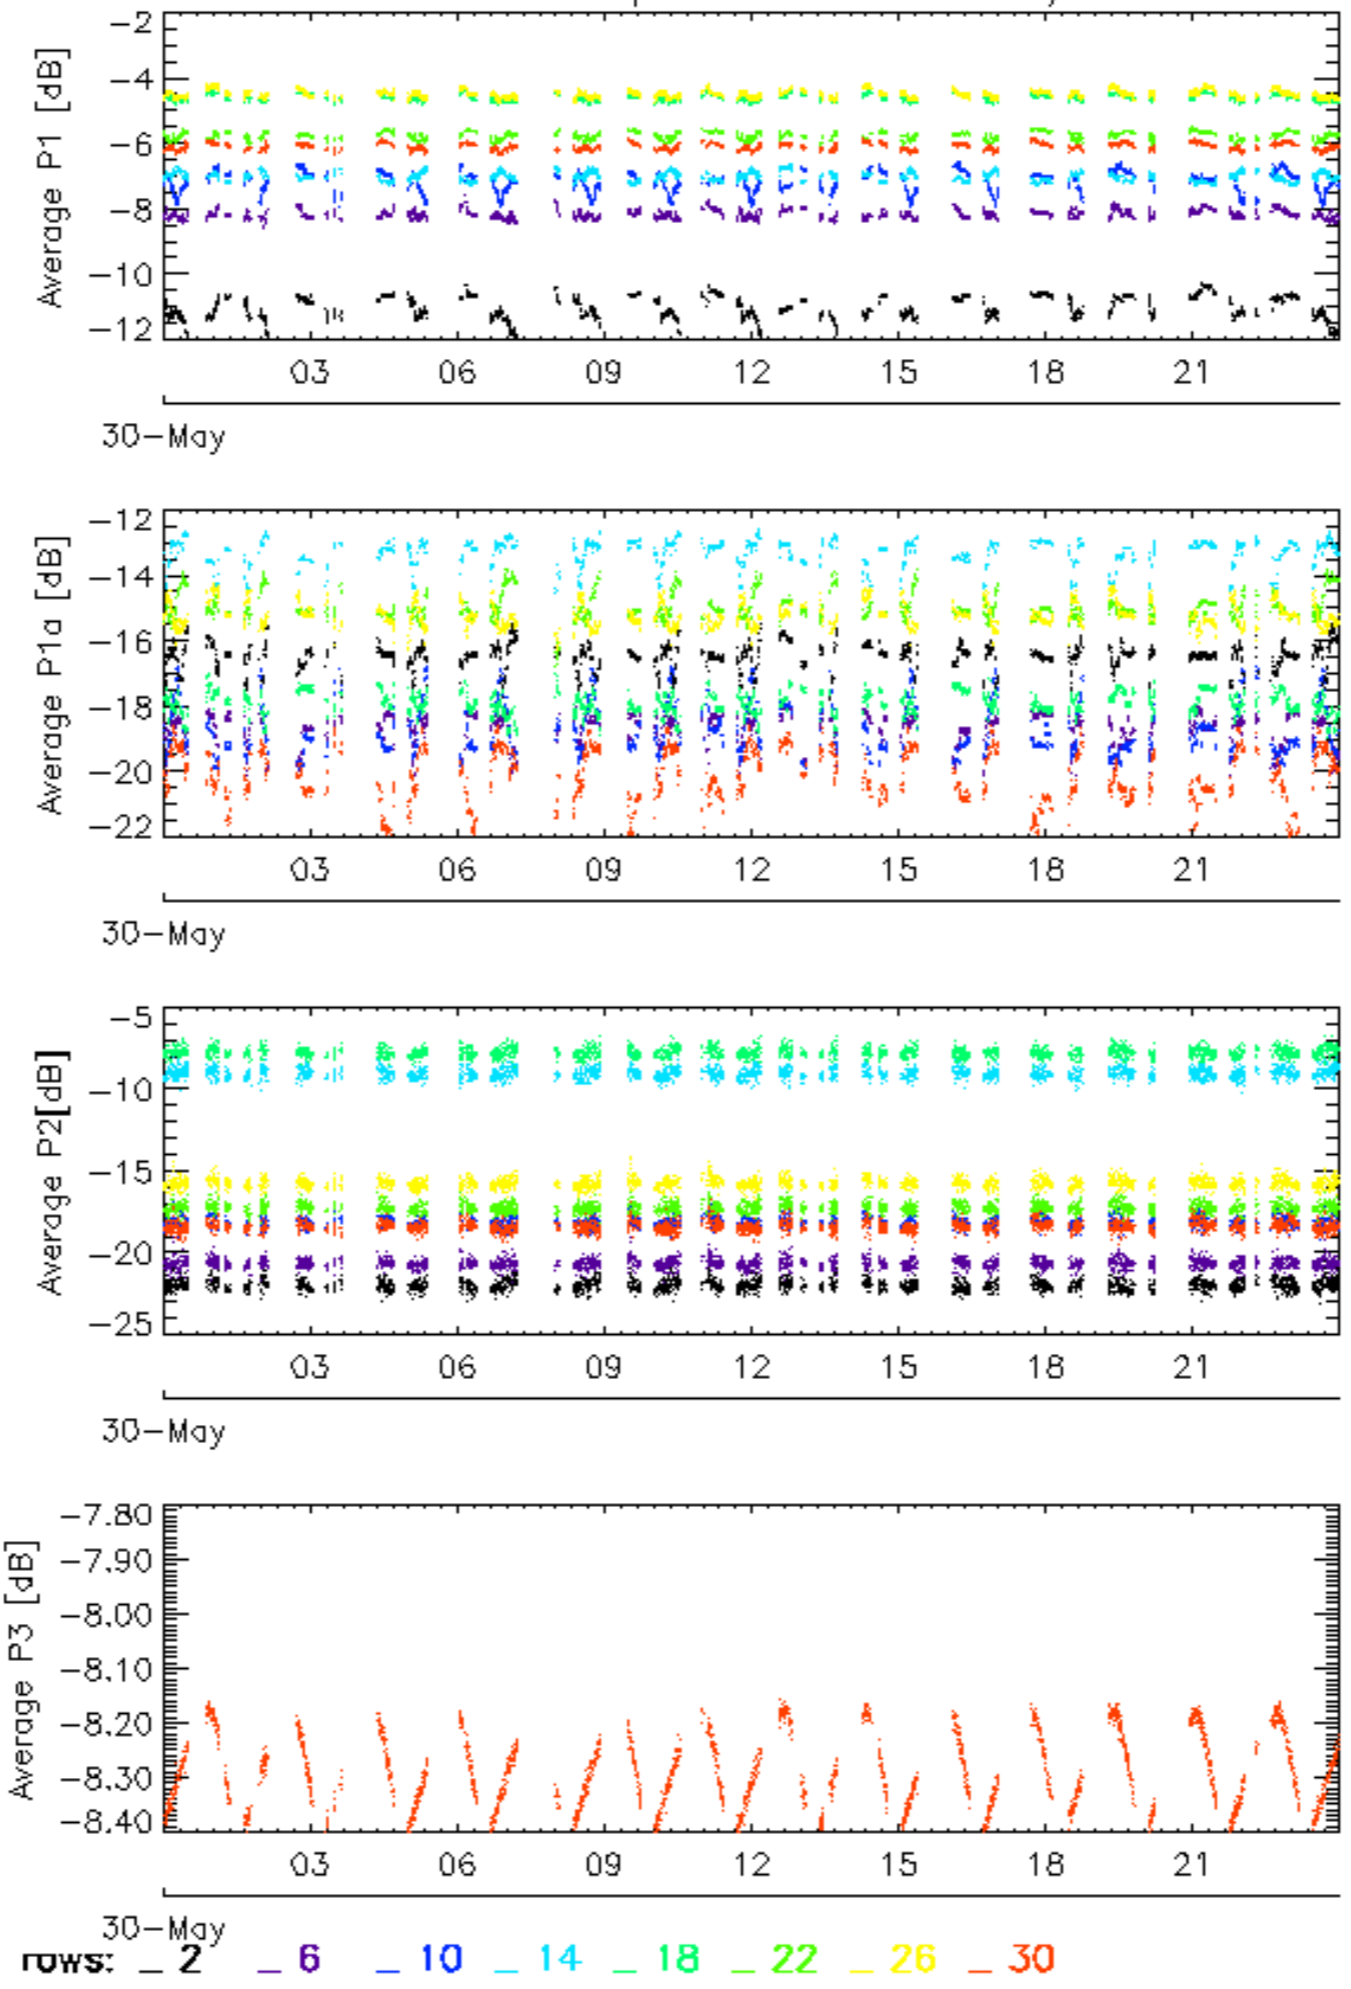 Average P1 [dB]
-2
-4
-6
-8
-10
-12
03 06 09 12 15 18 21
30-May
Average P1a [dB]
-12
-14
-16
-18
-20
-22
03 06 09 12 15 18 21
30-May
Average P2[dB]
-5
-10
-15
-20
-25
03 06 09 12 15 18 21
30-May
Average P3 [dB]
-7.80
-7.90
-8.00
-8.10
-8.20
-8.30
-8.40
03 06 09 12 15 18 21
30-May
rows: _ 2 _ 6 _ 10 _ 14 _ 18 _ 22 _ 26 _ 30